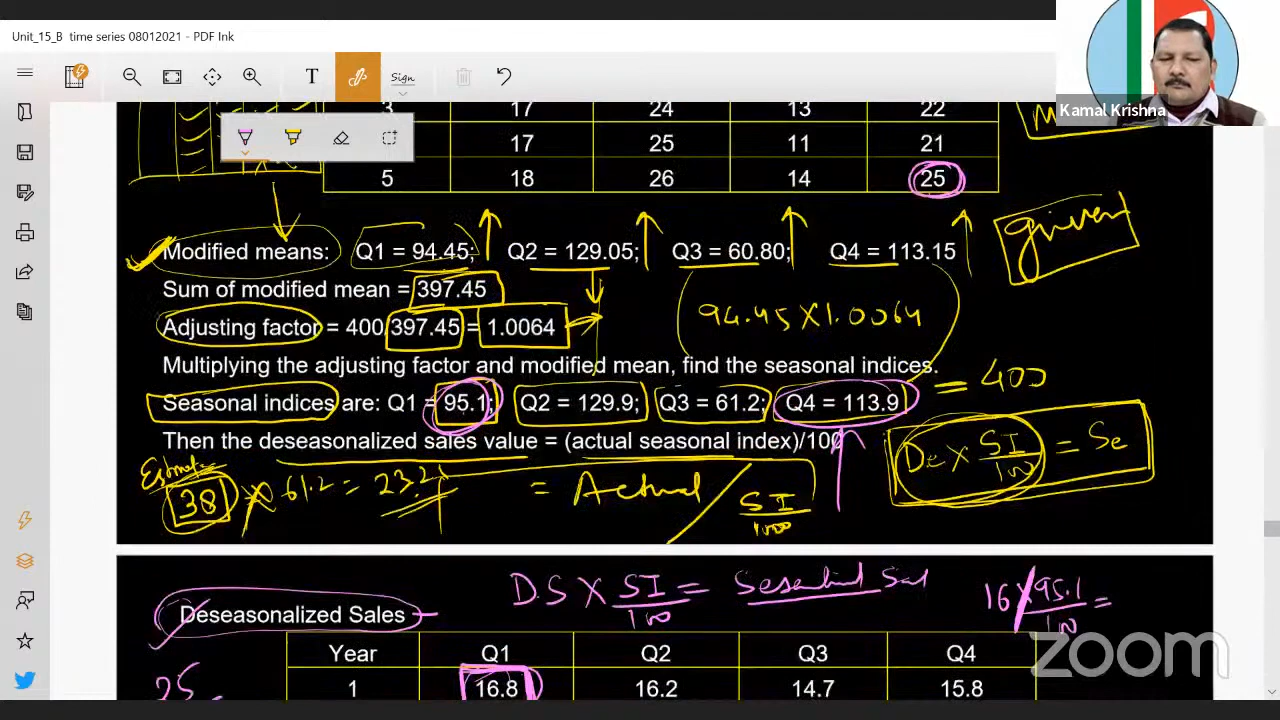 Unit_15_B time series 08012021 - PDF Ink
T
Sign
Kamal Krishna
3 17 24 13 22
17 25 11 21
5 18 26 14 25
given
Modified means: Q1 = 94.45; Q2 = 129.05; Q3 = 60.80; Q4 = 113.15
Sum of modified mean = 397.45
94.45 X 1.0064
Adjusting factor = 400/397.45 = 1.0064
Multiplying the adjusting factor and modified mean, find the seasonal indices.
= 400
Seasonal indices are: Q1 = 95.1; Q2 = 129.9; Q3 = 61.2; Q4 = 113.9
Then the deseasonalized sales value = (actual seasonal index)/100
De X SI/100 = Se
Estimate
38 X 61.2 = 23.2
= Actual / SI/100
D.S X SI/100 =
16 X 95.1/100 =
Deseasonalized Sales
zoom
Year Q1 Q2 Q3 Q4
25
1 16.8 16.2 14.7 15.8